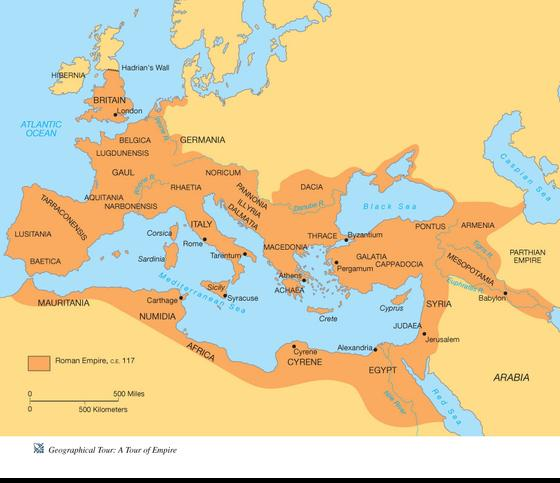 HIBERNIA
Hadrian's Wall
BRITAIN
London
ATLANTIC
OCEAN
Rhine R.
BELGICA
GERMANIA
LUGDUNENSIS
GAUL
NORICUM
RHAETIA
Rhone R.
AQUITANIA
NARBONENSIS
PANNONIA
ILLYRIA
DALMATIA
DACIA
Danube R.
Black Sea
Caspian Sea
TARRACONENSIS
LUSITANIA
BAETICA
Corsica
ITALY
Rome
Sardinia
Tarentum
MACEDONIA
THRACE
Byzantium
PONTUS
ARMENIA
Tigris R.
PARTHIAN
EMPIRE
GALATIA
CAPPADOCIA
Pergamum
MESOPOTAMIA
Euphrates R.
Babylon
Athens
ACHAEA
Sicily
Syracuse
Mediterranean Sea
Carthage
MAURITANIA
NUMIDIA
AFRICA
Crete
Cyprus
SYRIA
JUDAEA
Jerusalem
Alexandria
Cyrene
CYRENE
EGYPT
Nile River
Red Sea
ARABIA
Roman Empire, C.E. 117
0 500 Miles
0 500 Kilometers
Geographical Tour: A Tour of Empire